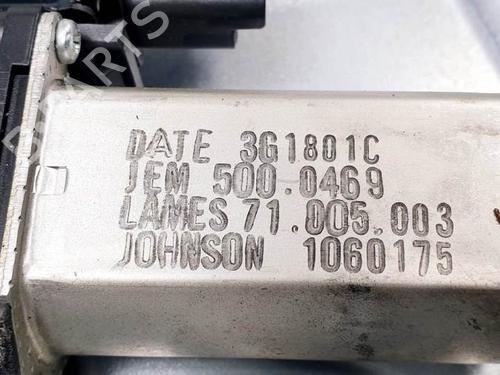 DATE 3G1801C
JEM 500.0469
LAMES 71.005.003
JOHNSON 1060175